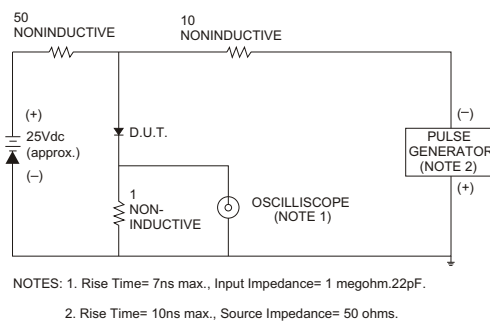 50
NONINDUCTIVE
10
NONINDUCTIVE
(+)
25Vdc
(approx.)
(–)
D.U.T.
1
NON-
INDUCTIVE
OSCILLISCOPE
(NOTE 1)
(–)
PULSE
GENERATOR
(NOTE 2)
(+)
NOTES: 1. Rise Time= 7ns max., Input Impedance= 1 megohm.22pF.
2. Rise Time= 10ns max., Source Impedance= 50 ohms.